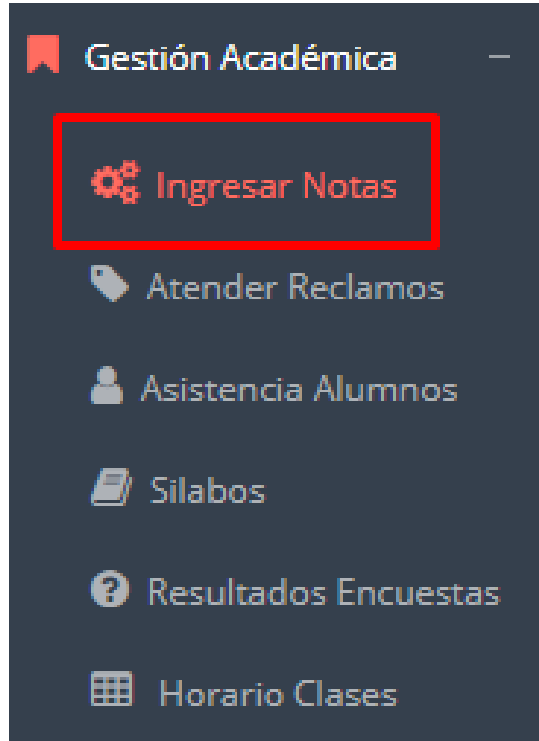 Gestión Académica
Ingresar Notas
Atender Reclamos
Asistencia Alumnos
Silabos
Resultados Encuestas
Horario Clases